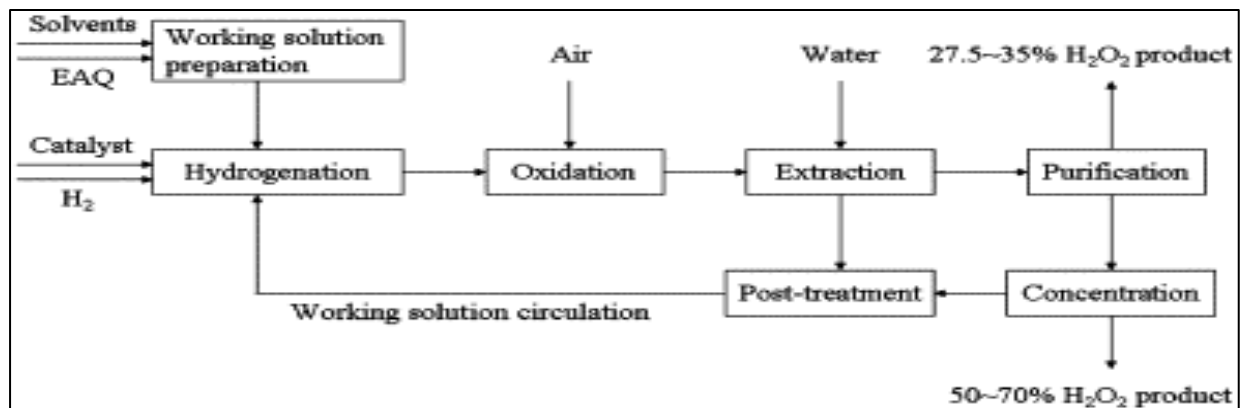 Solvents
EAQ
Working solution
preparation
Air
Water
27.5~35% H₂O₂ product
Catalyst
H₂
Hydrogenation
Oxidation
Extraction
Purification
Working solution circulation
Post-treatment
Concentration
50~70% H₂O₂ product